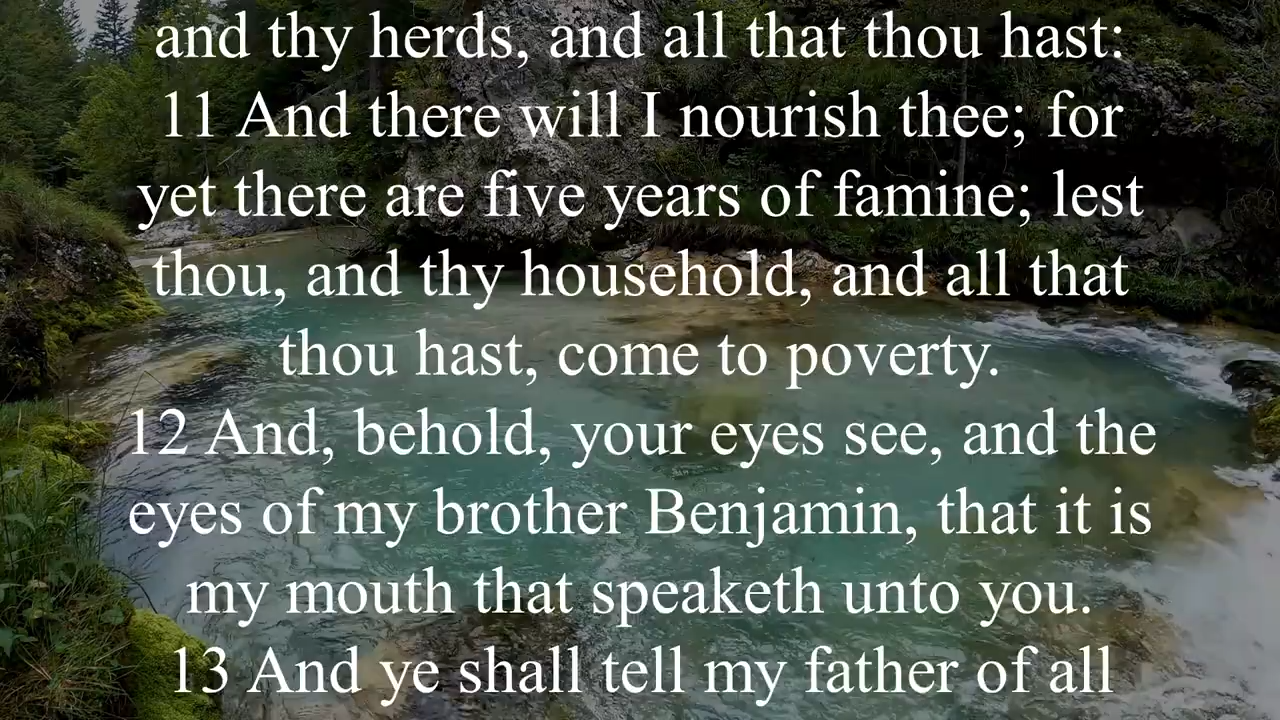 and thy herds, and all that thou hast:
11 And there will I nourish thee; for
yet there are five years of famine; lest
thou, and thy household, and all that
thou hast, come to poverty.
12 And, behold, your eyes see, and the
eyes of my brother Benjamin, that it is
my mouth that speaketh unto you.
13 And ye shall tell my father of all